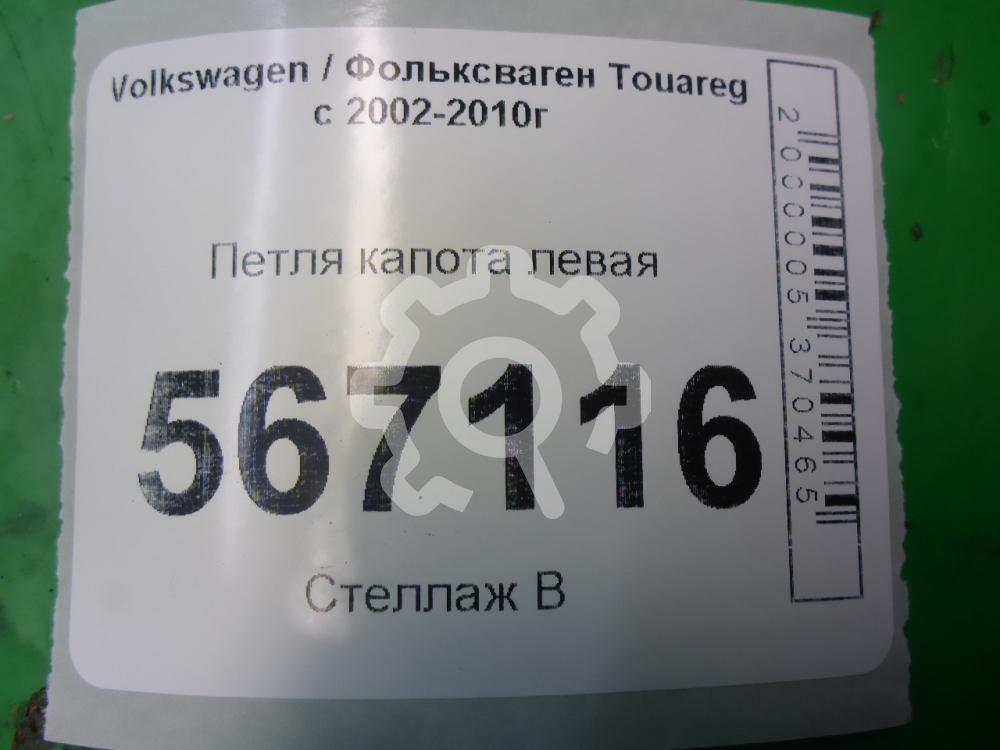 Volkswagen / Фольксваген Touareg
с 2002-2010г
Петля капота левая
567116
Стеллаж В
2000005370465